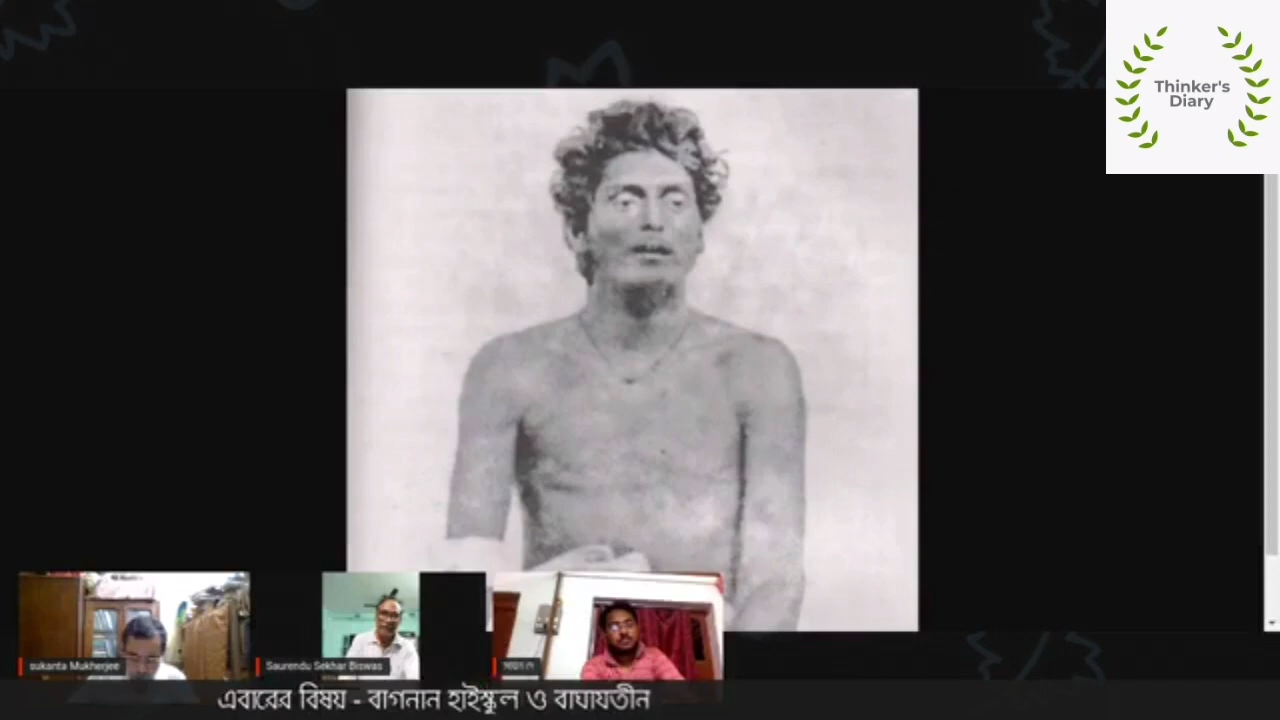 Thinker's
Diary
sukanta Mukherjee
Saurendu Sekhar Biswas
এবারের বিষয় - বাগনান হাইস্কুল ও বাঘাযতীন